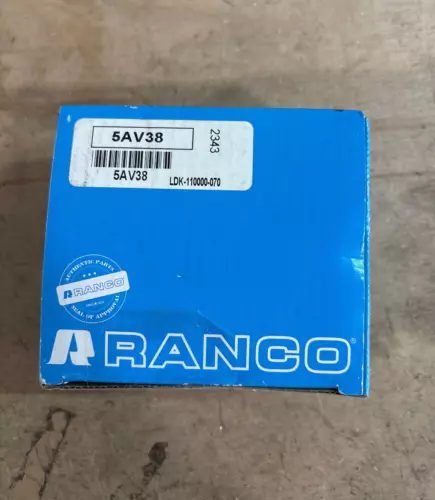 5AV38
2343
5AV38
LDK-110000-070
AUTHENTIC PARTS
RANCO
SEAL OF APPROVAL
RANCO